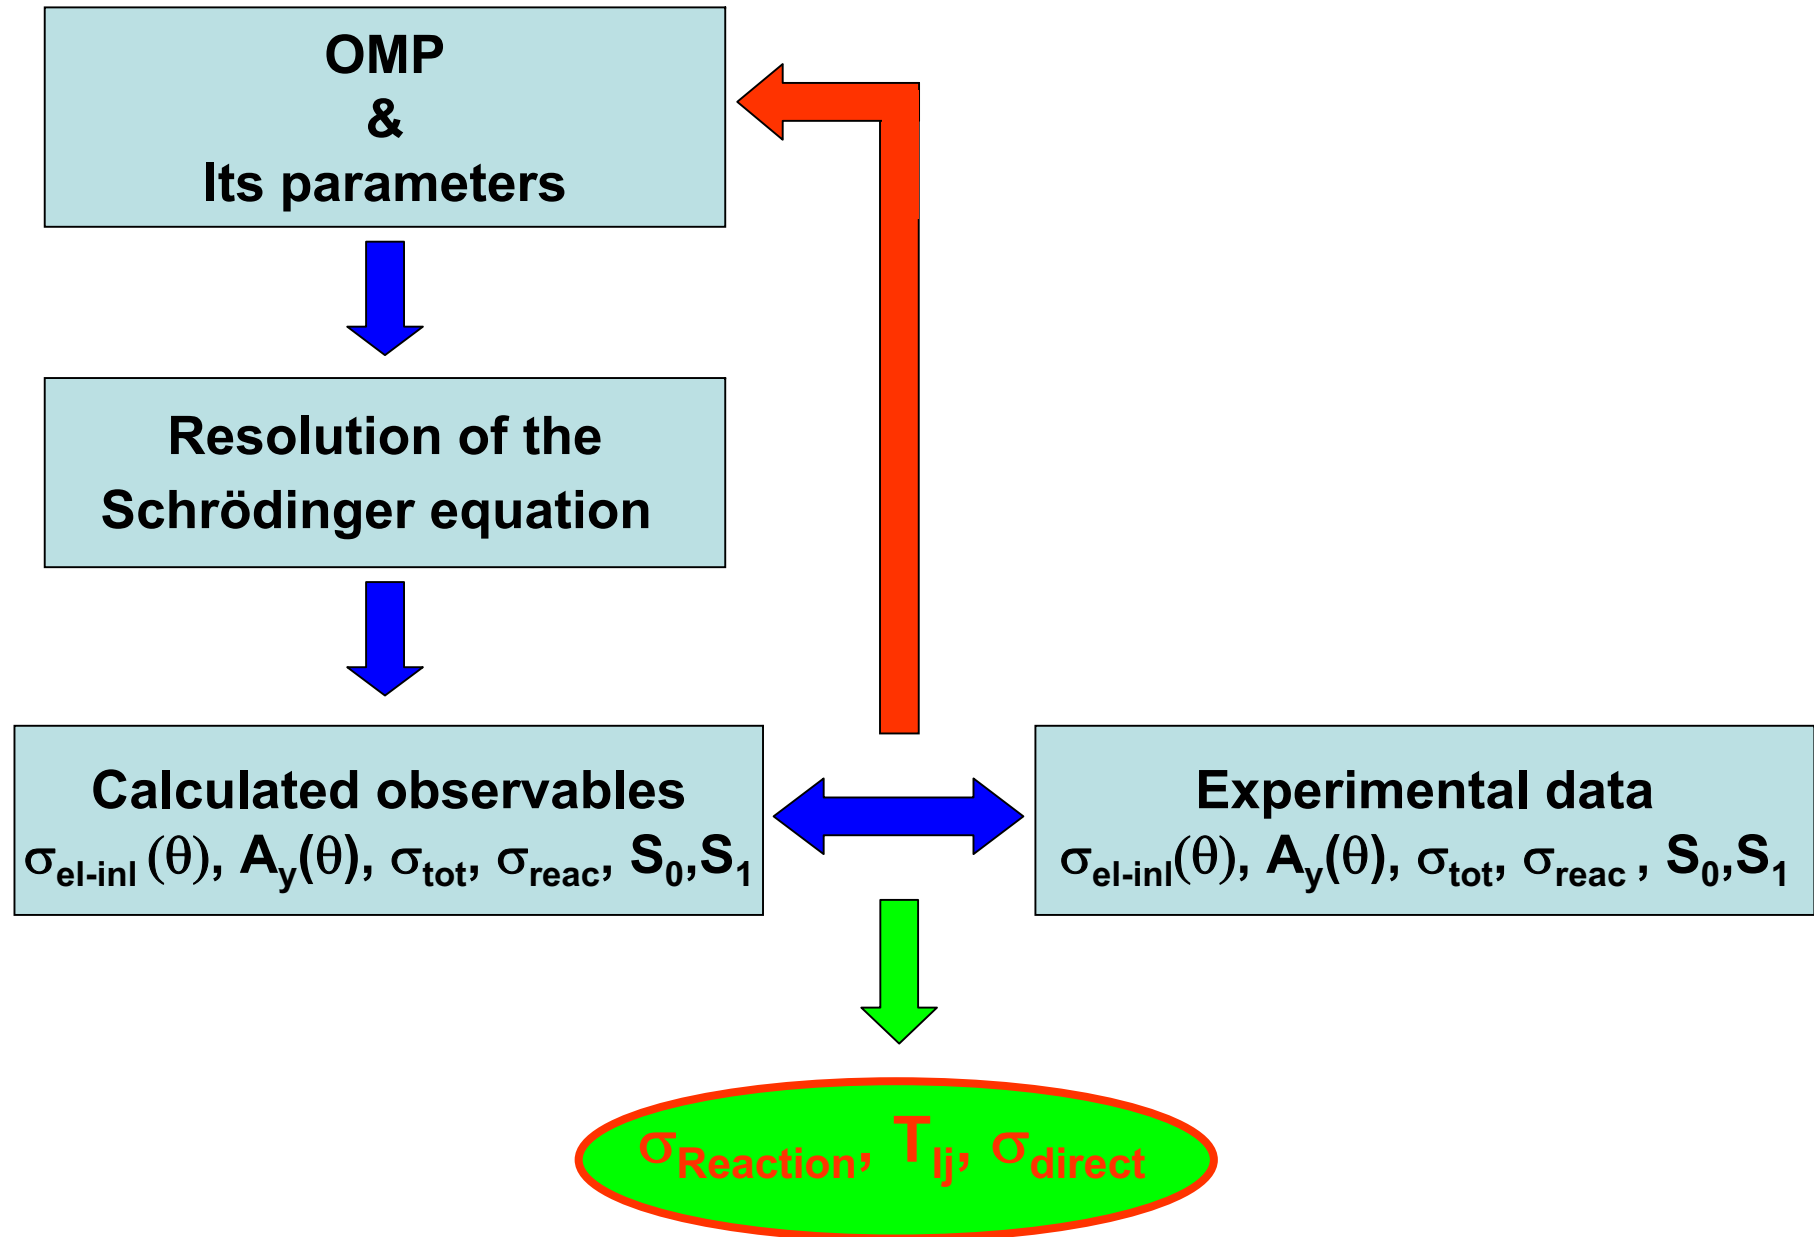 OMP
&
Its parameters
Resolution of the
Schrödinger equation
Calculated observables
σel-inl (θ), Ay(θ), σtot, σreac, S0,S1
Experimental data
σel-inl(θ), Ay(θ), σtot, σreac , S0,S1
σReaction, Tlj, σdirect